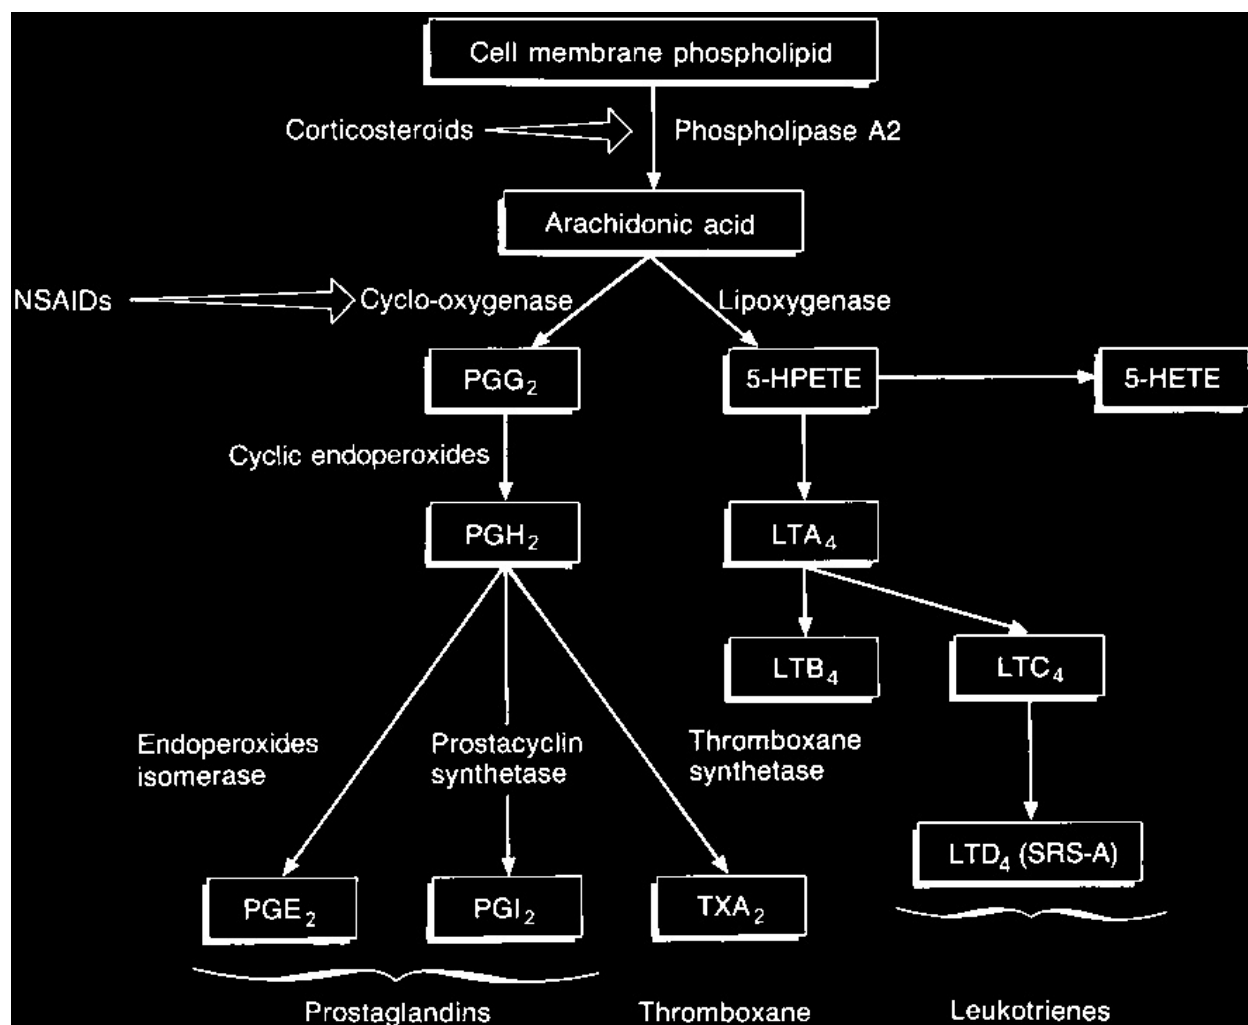 Cell membrane phospholipid
Corticosteroids
Phospholipase A2
Arachidonic acid
NSAIDs
Cyclo-oxygenase
Lipoxygenase
PGG₂
5-HPETE
5-HETE
Cyclic endoperoxides
PGH₂
LTA₄
LTB₄
LTC₄
Endoperoxides
isomerase
Prostacyclin
synthetase
Thromboxane
synthetase
LTD₄ (SRS-A)
PGE₂
PGI₂
TXA₂
Prostaglandins
Thromboxane
Leukotrienes